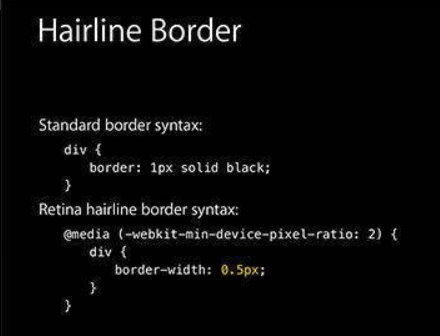 Hairline Border
Standard border syntax:
div {
border: 1px solid black;
}
Retina hairline border syntax:
@media (-webkit-min-device-pixel-ratio: 2) {
div {
border-width: 0.5px;
}
}